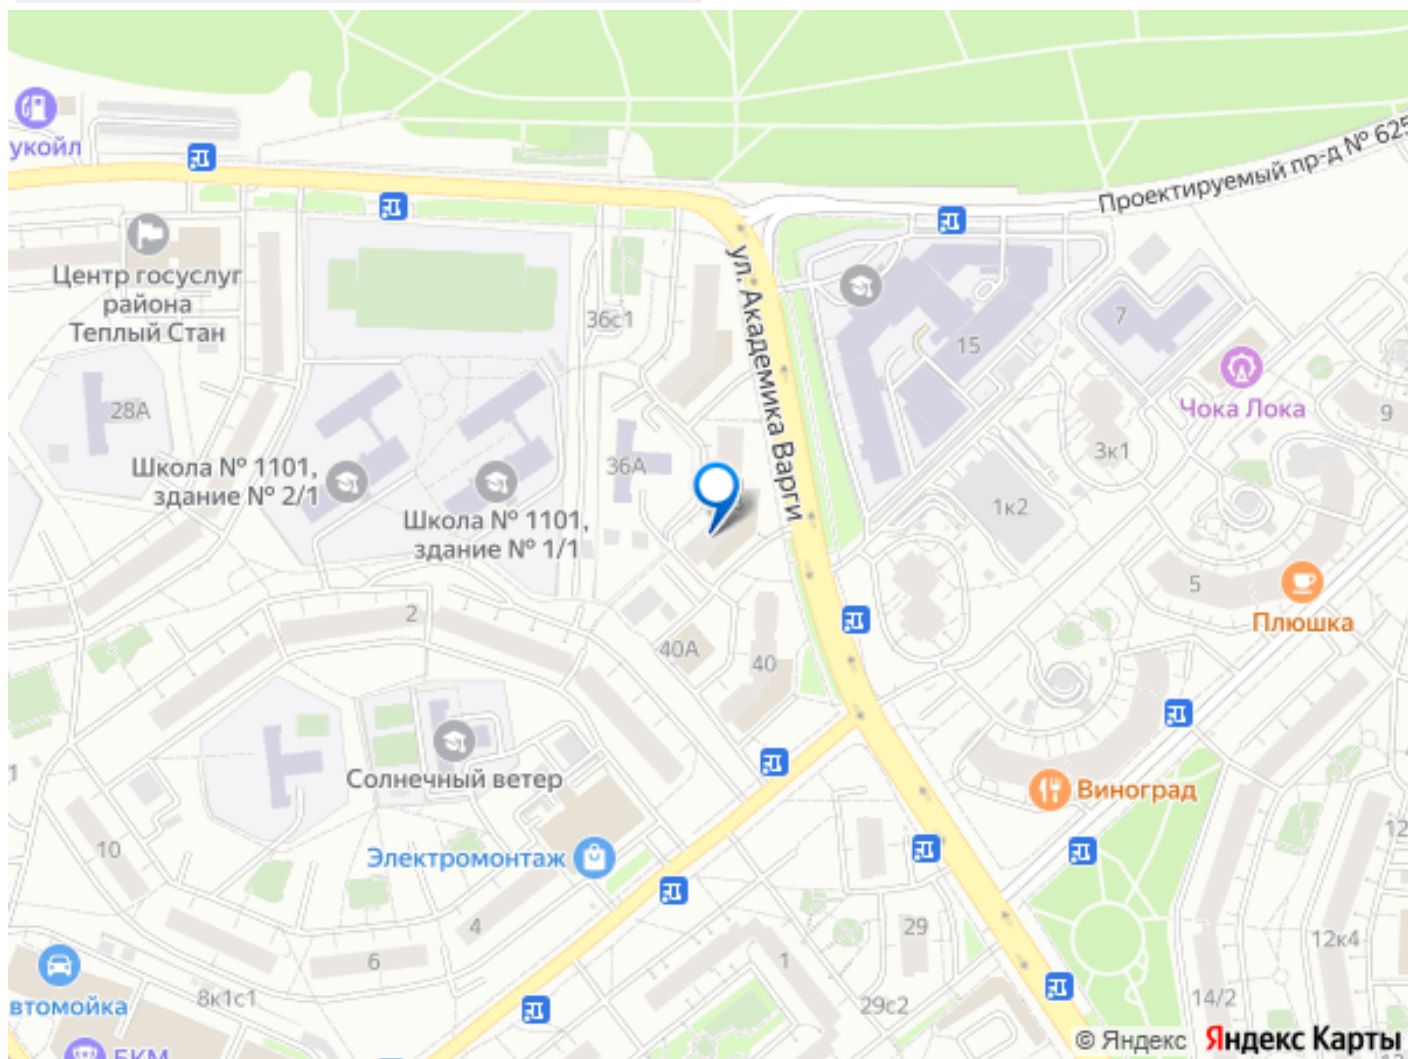 укойл
Проектируемый пр-д № 625
Центр госуслуг
района
Теплый Стан
ул. Академика Варги
36с1
15
7
Чока Лока
9
28А
3к1
Школа № 1101,
здание № 2/1
36А
Школа № 1101,
здание № 1/1
1к2
5
Плюшка
2
40А
40
Солнечный ветер
1
Виноград
10
Электромонтаж
12
4
29
12к4
6
1
втомойка
8к1с1
29с2
14/2
БКМ
© Яндекс
Яндекс Карты